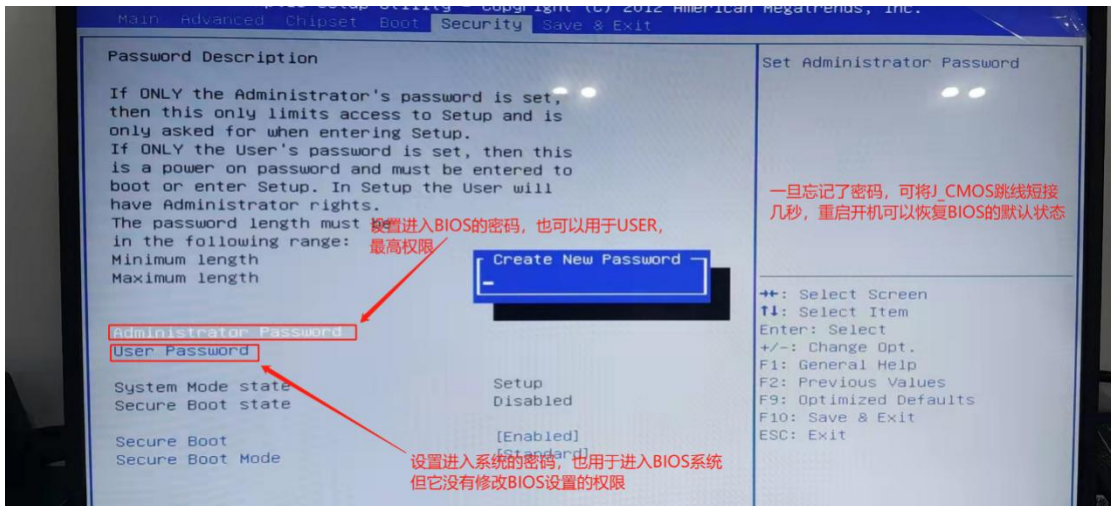 Setup Utility - Copyright (C) 2012 American Megatrends, Inc.
Main Advanced Chipset Boot Security Save & Exit
Password Description
If ONLY the Administrator's password is set,
then this only limits access to Setup and is
only asked for when entering Setup.
If ONLY the User's password is set, then this
is a power on password and must be entered to
boot or enter Setup. In Setup the User will
have Administrator rights.
The password length must be
in the following range:
Minimum length
Maximum length
设置进入BIOS的密码，也可以用于USER，
最高权限
Create New Password
Administrator Password
User Password
System Mode state Setup
Secure Boot state Disabled
Secure Boot [Enabled]
Secure Boot Mode [Standard]
设置进入系统的密码，也用于进入BIOS系统
但它没有修改BIOS设置的权限
Set Administrator Password
一旦忘记了密码，可将J_CMOS跳线短接
几秒，重启开机可以恢复BIOS的默认状态
→←: Select Screen
↑↓: Select Item
Enter: Select
+/-: Change Opt.
F1: General Help
F2: Previous Values
F9: Optimized Defaults
F10: Save & Exit
ESC: Exit